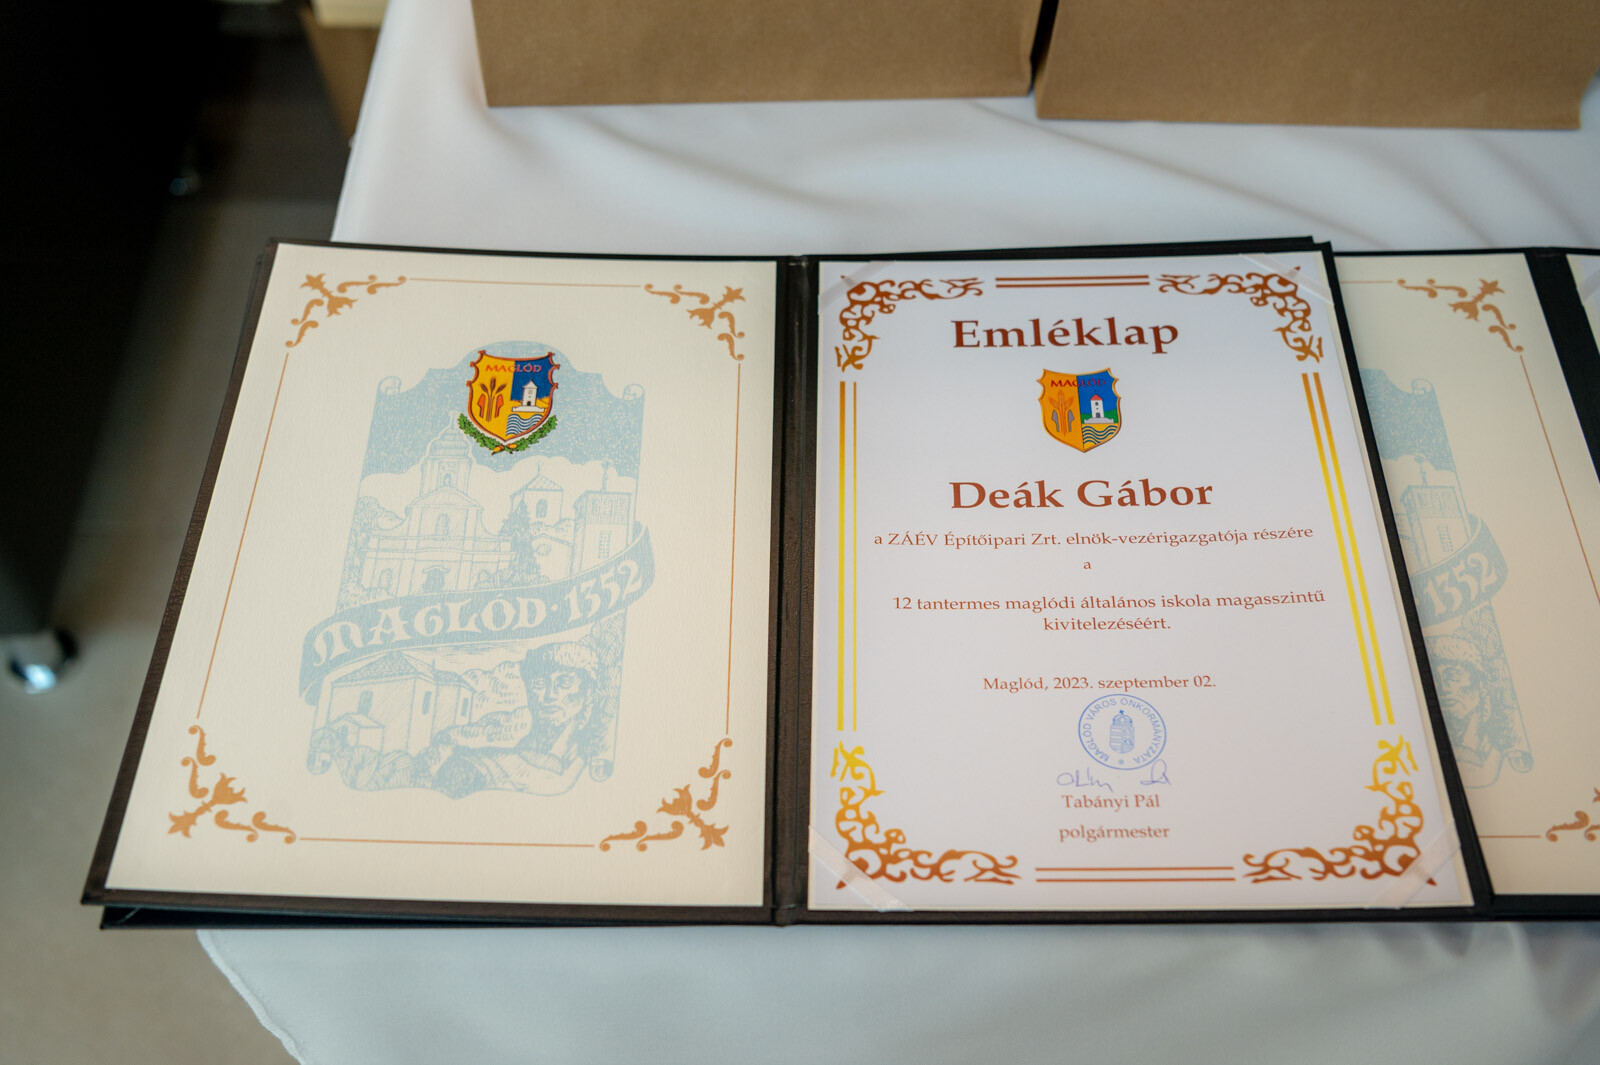 MAGLÓD
MAGLÓD · 1352
Emléklap
MAGLÓD
Deák Gábor
a ZÁÉV Építőipari Zrt. elnök-vezérigazgatója részére
a
12 tantermes maglódi általános iskola magasszintű
kivitelezéséért.
Maglód, 2023. szeptember 02.
MAGLÓD VÁROS ÖNKORMÁNYZATA
Tabányi Pál
polgármester
1352